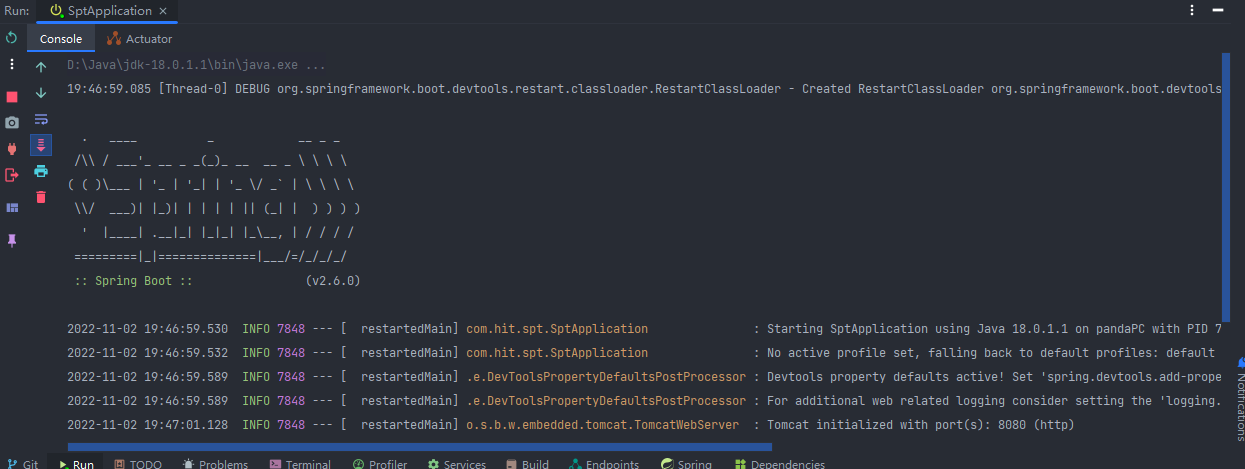 Run: SptApplication ×
Console Actuator
D:\Java\jdk-18.0.1.1\bin\java.exe ...
19:46:59.085 [Thread-0] DEBUG org.springframework.boot.devtools.restart.classloader.RestartClassLoader - Created RestartClassLoader org.springframework.boot.devtools
  .   ____          _            __ _ _
 /\\ / ___'_ __ _ _(_)_ __  __ _ \ \ \ \
( ( )\___ | '_ | '_| | '_ \/ _` | \ \ \ \
 \\/  ___)| |_)| | | | | || (_| |  ) ) ) )
  '  |____| .__|_| |_|_| |_\__, | / / / /
 =========|_|==============|___/=/_/_/_/
 :: Spring Boot ::                (v2.6.0)
2022-11-02 19:46:59.530  INFO 7848 --- [  restartedMain] com.hit.spt.SptApplication               : Starting SptApplication using Java 18.0.1.1 on pandaPC with PID 7
2022-11-02 19:46:59.532  INFO 7848 --- [  restartedMain] com.hit.spt.SptApplication               : No active profile set, falling back to default profiles: default
2022-11-02 19:46:59.589  INFO 7848 --- [  restartedMain] .e.DevToolsPropertyDefaultsPostProcessor : Devtools property defaults active! Set 'spring.devtools.add-prope
2022-11-02 19:46:59.589  INFO 7848 --- [  restartedMain] .e.DevToolsPropertyDefaultsPostProcessor : For additional web related logging consider setting the 'logging.
2022-11-02 19:47:01.128  INFO 7848 --- [  restartedMain] o.s.b.w.embedded.tomcat.TomcatWebServer  : Tomcat initialized with port(s): 8080 (http)
Notifications
Git Run TODO Problems Terminal Profiler Services Build Endpoints Spring Dependencies